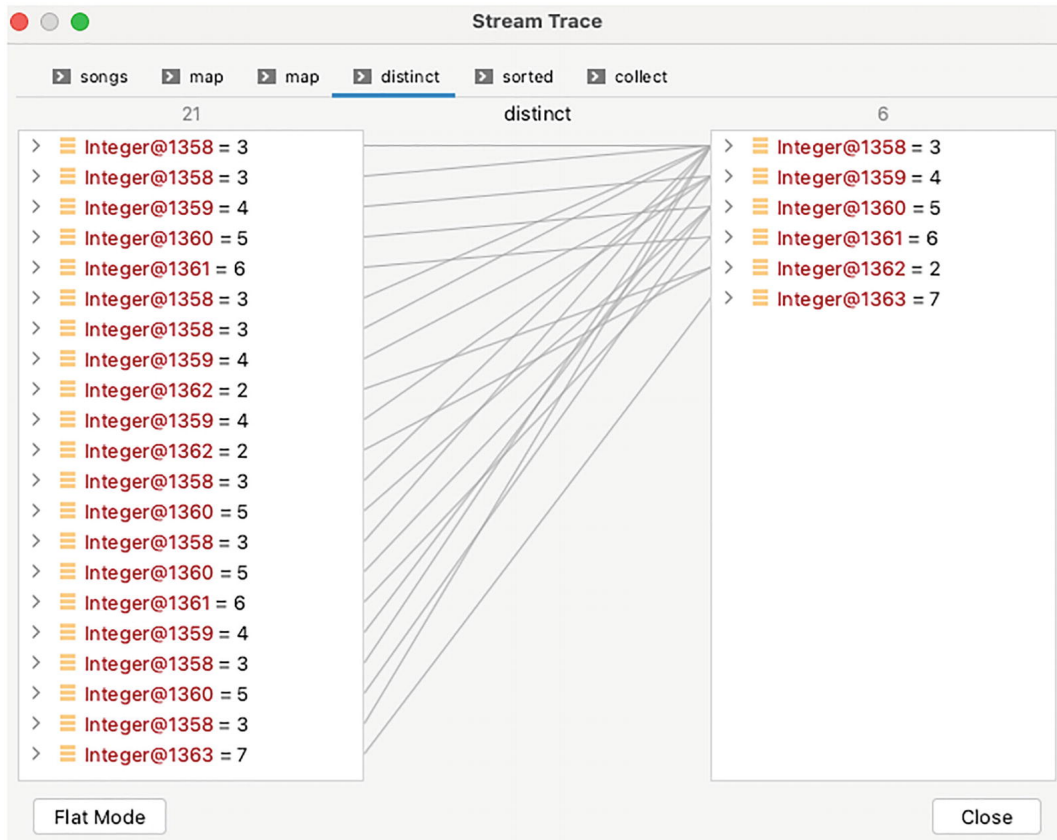 Stream Trace
songs map map distinct sorted collect
21 distinct 6
Integer@1358 = 3 Integer@1358 = 3
Integer@1358 = 3 Integer@1359 = 4
Integer@1359 = 4 Integer@1360 = 5
Integer@1360 = 5 Integer@1361 = 6
Integer@1361 = 6 Integer@1362 = 2
Integer@1358 = 3 Integer@1363 = 7
Integer@1358 = 3
Integer@1359 = 4
Integer@1362 = 2
Integer@1359 = 4
Integer@1362 = 2
Integer@1358 = 3
Integer@1360 = 5
Integer@1358 = 3
Integer@1360 = 5
Integer@1361 = 6
Integer@1359 = 4
Integer@1358 = 3
Integer@1360 = 5
Integer@1358 = 3
Integer@1363 = 7
Flat Mode Close